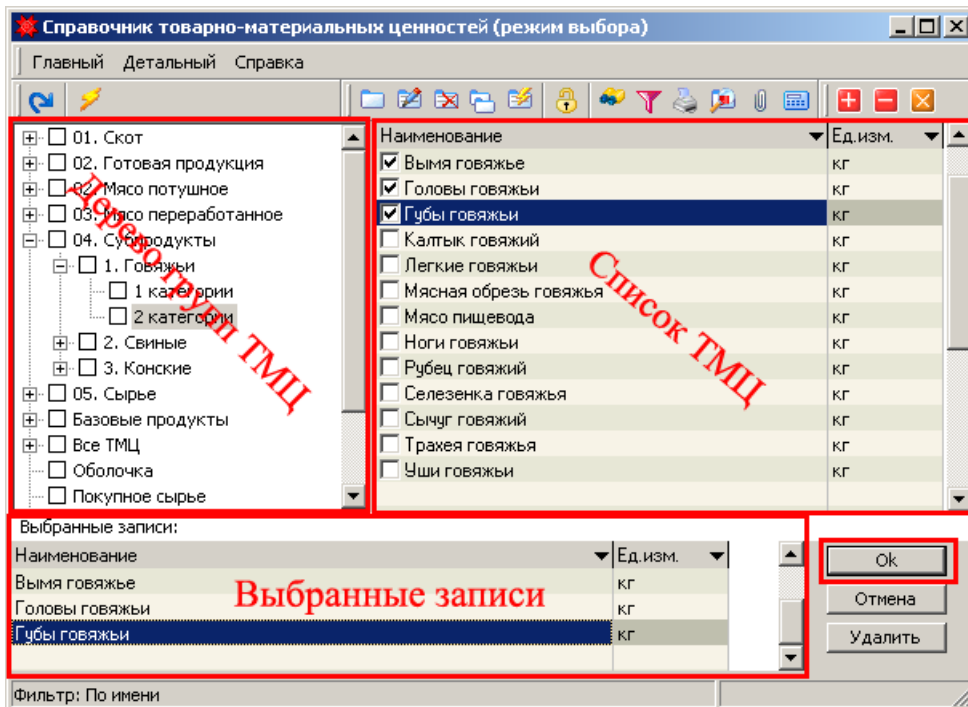 Справочник товарно-материальных ценностей (режим выбора)
Главный Детальный Справка
01. Скот
02. Готовая продукция
02. Мясо потушное
03. Мясо переработанное
04. Субпродукты
1. Говяжьи
1 категории
2 категории
2. Свиные
3. Конские
05. Сырье
Базовые продукты
Все ТМЦ
Оболочка
Покупное сырье
Дерево групп ТМЦ
Наименование Ед.изм.
Вымя говяжье кг
Головы говяжьи кг
Губы говяжьи кг
Калтык говяжий кг
Легкие говяжьи кг
Мясная обрезь говяжья кг
Мясо пищевода кг
Ноги говяжьи кг
Рубец говяжий кг
Селезенка говяжья кг
Сычуг говяжий кг
Трахея говяжья кг
Уши говяжьи кг
Список ТМЦ
Выбранные записи:
Наименование Ед.изм.
Вымя говяжье кг
Головы говяжьи кг
Губы говяжьи кг
Выбранные записи
Ok
Отмена
Удалить
Фильтр: По имени